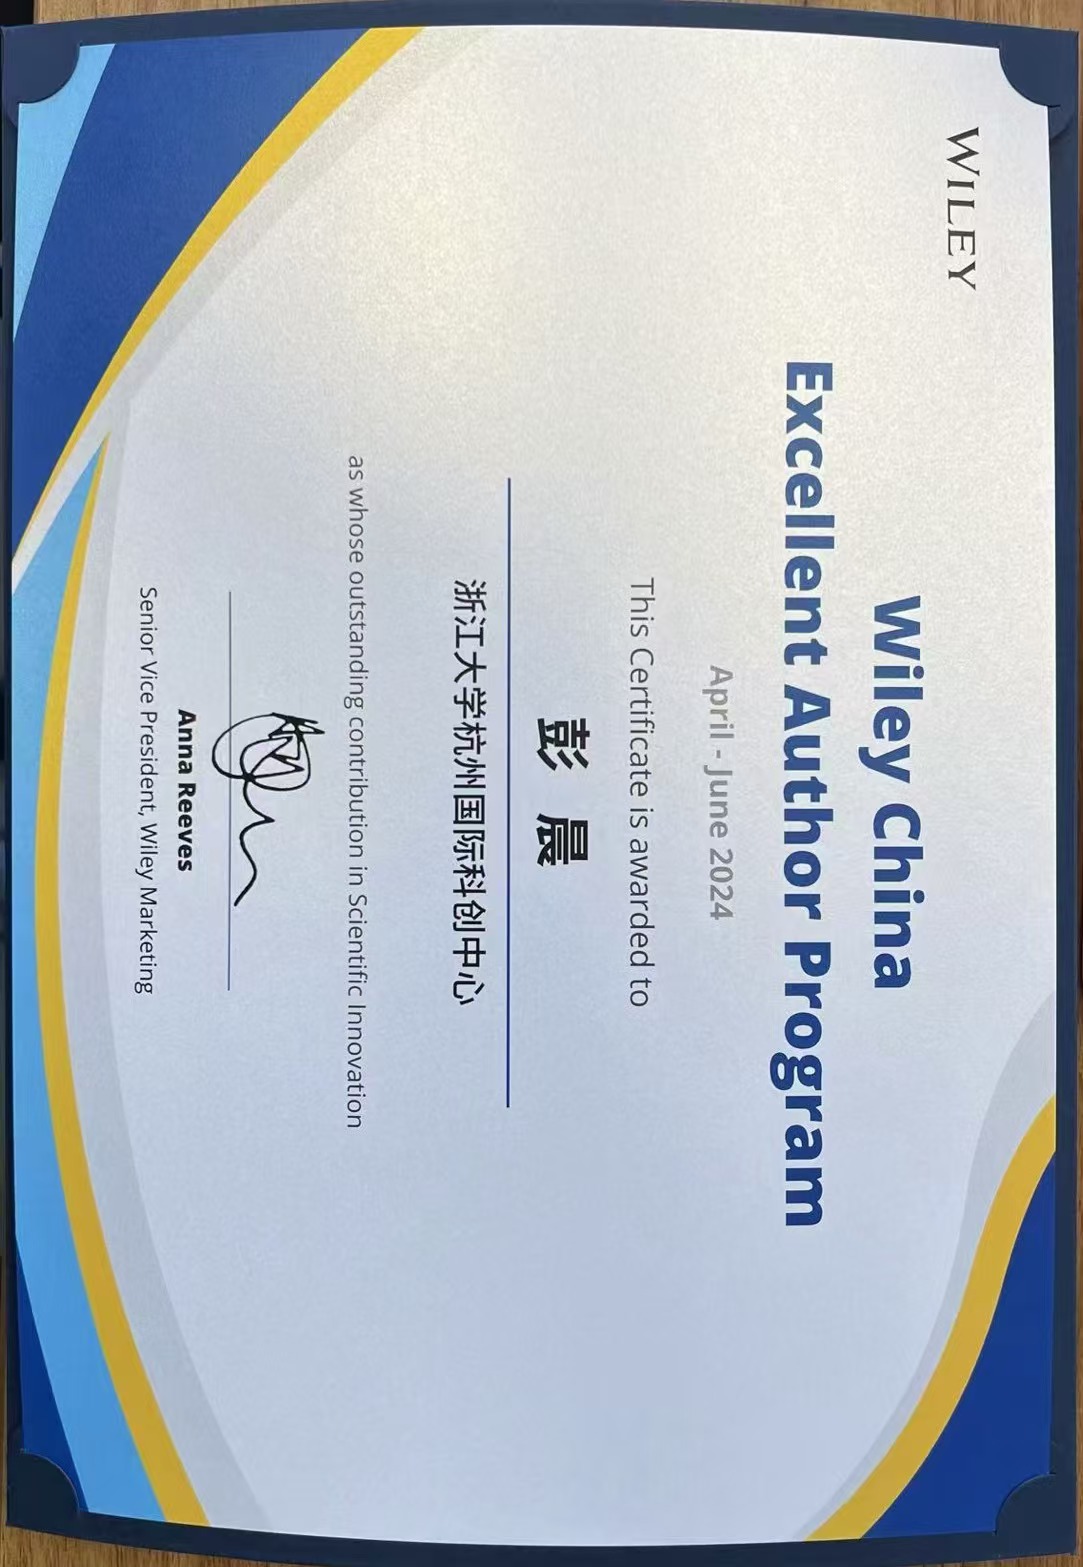 WILEY
Wiley China
Excellent Author Program
April - June 2024
This Certificate is awarded to
彭 晨
浙江大学杭州国际科创中心
as whose outstanding contribution in Scientific Innovation
Anna Reeves
Senior Vice President, Wiley Marketing